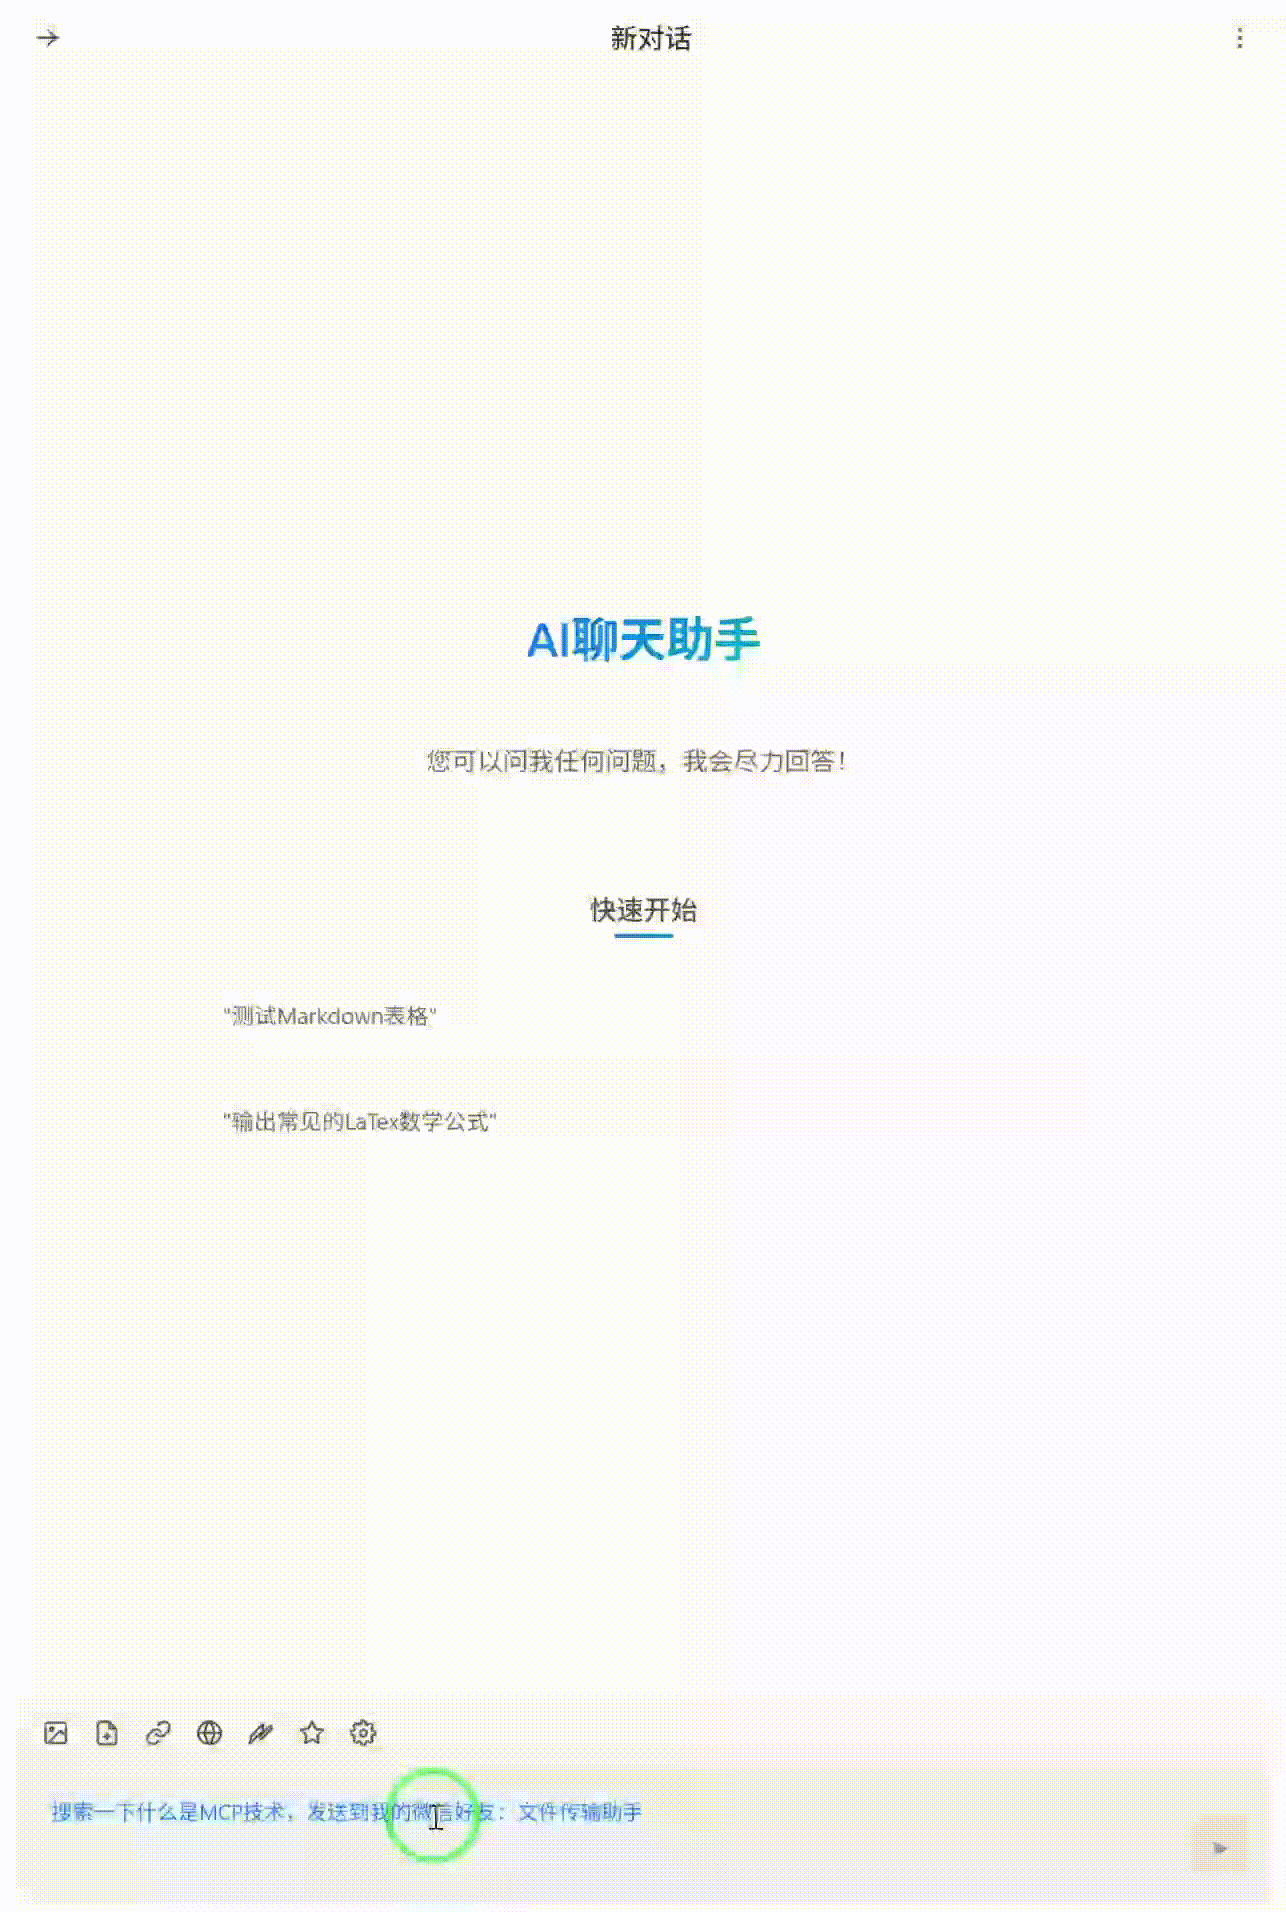 新对话
AI聊天助手
您可以问我任何问题，我会尽力回答！
快速开始
"测试Markdown表格"
"输出常见的LaTex数学公式"
搜索一下什么是MCP技术，发送到我的微信好友：文件传输助手